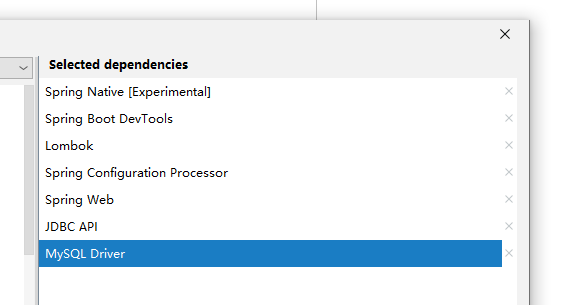 Selected dependencies
Spring Native [Experimental]
Spring Boot DevTools
Lombok
Spring Configuration Processor
Spring Web
JDBC API
MySQL Driver